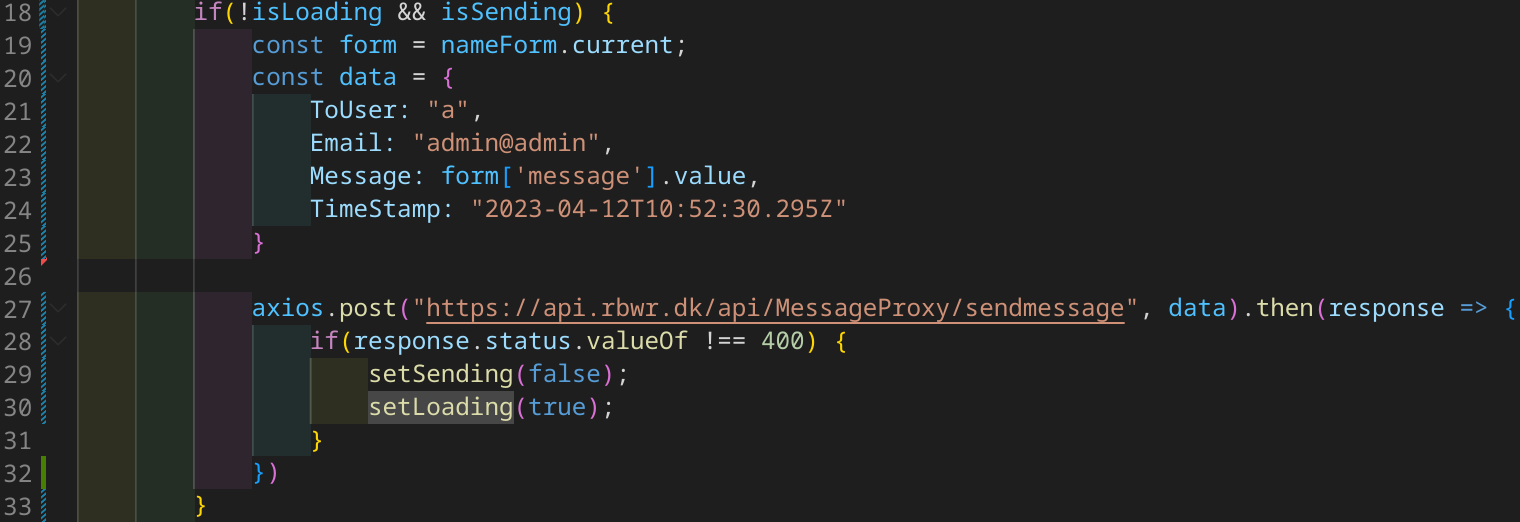 18 if(!isLoading && isSending) {
19 const form = nameForm.current;
20 const data = {
21 ToUser: "a",
22 Email: "admin@admin",
23 Message: form['message'].value,
24 TimeStamp: "2023-04-12T10:52:30.295Z"
25 }
26
27 axios.post("https://api.rbwr.dk/api/MessageProxy/sendmessage", data).then(response => {
28 if(response.status.valueOf !== 400) {
29 setSending(false);
30 setLoading(true);
31 }
32 })
33 }